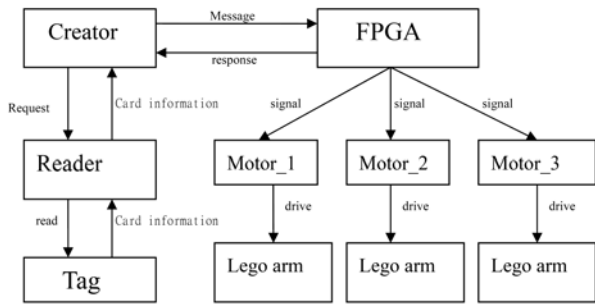 Message
Creator
FPGA
response
Request
Card information
signal
signal
signal
Reader
Motor_1
Motor_2
Motor_3
read
Card information
drive
drive
drive
Tag
Lego arm
Lego arm
Lego arm